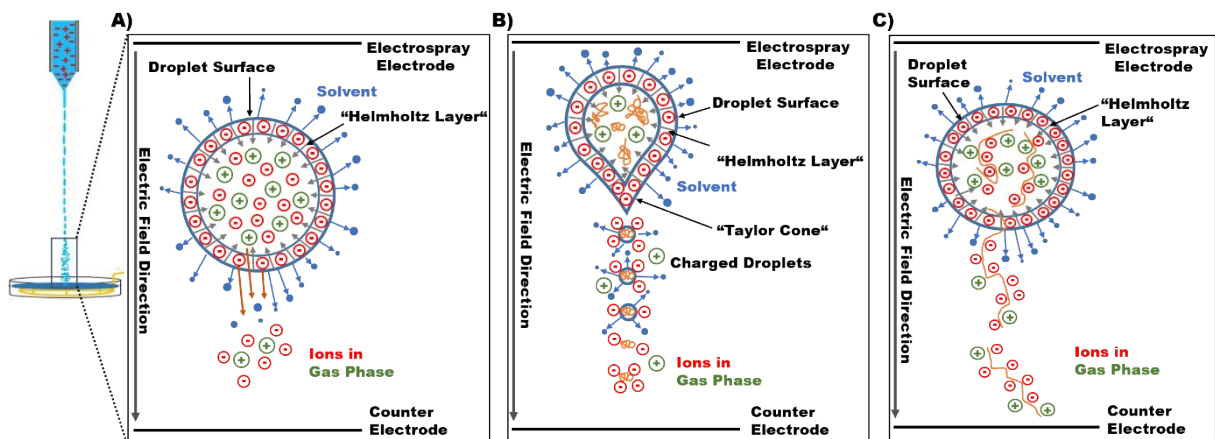 A)
Electrospray
Electrode
Droplet Surface
Solvent
“Helmholtz Layer“
Electric Field Direction
Ions in
Gas Phase
Counter
Electrode
B)
Electrospray
Electrode
Droplet Surface
“Helmholtz Layer“
Solvent
“Taylor Cone“
Electric Field Direction
Charged Droplets
Ions in
Gas Phase
Counter
Electrode
C)
Electrospray
Electrode
Droplet
Surface
Solvent
“Helmholtz
Layer“
Electric Field Direction
Ions in
Gas Phase
Counter
Electrode